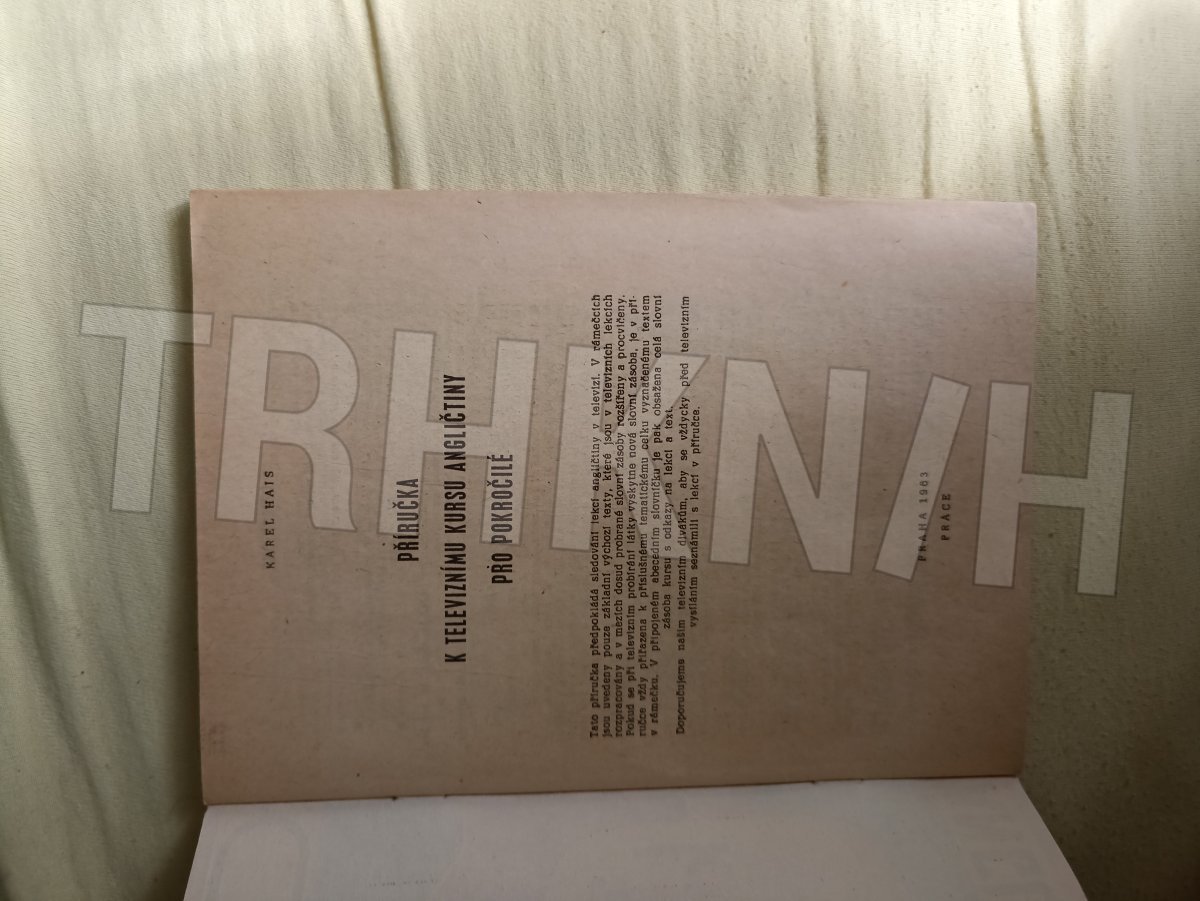 KAREL HAIS
PŘÍRUČKA
K TELEVIZNÍMU KURSU ANGLIČTINY
PRO POKROČILÉ
Tato příručka předpokládá sledování lekcí angličtiny v televizi. V rámečcích
jsou uvedeny pouze základní výchozí texty, které jsou v televizních lekcích
rozpracovány a v mezích dosud probrané slovní zásoby rozšířeny a procvičeny.
Pokud se při televizním probírání látky vyskytne nová slovní zásoba, je v pří-
ručce vždy přiřazena k příslušnému tematickému celku vyznačenému textem
v rámečku. V připojeném abecedním slovníčku je pak obsažena celá slovní
zásoba kursu s odkazy na lekci a text.
Doporučujeme našim televizním divákům, aby se vždycky před televizním
vysíláním seznámili s lekcí v příručce.
PRAHA 1963
PRÁCE
TRHKNIH